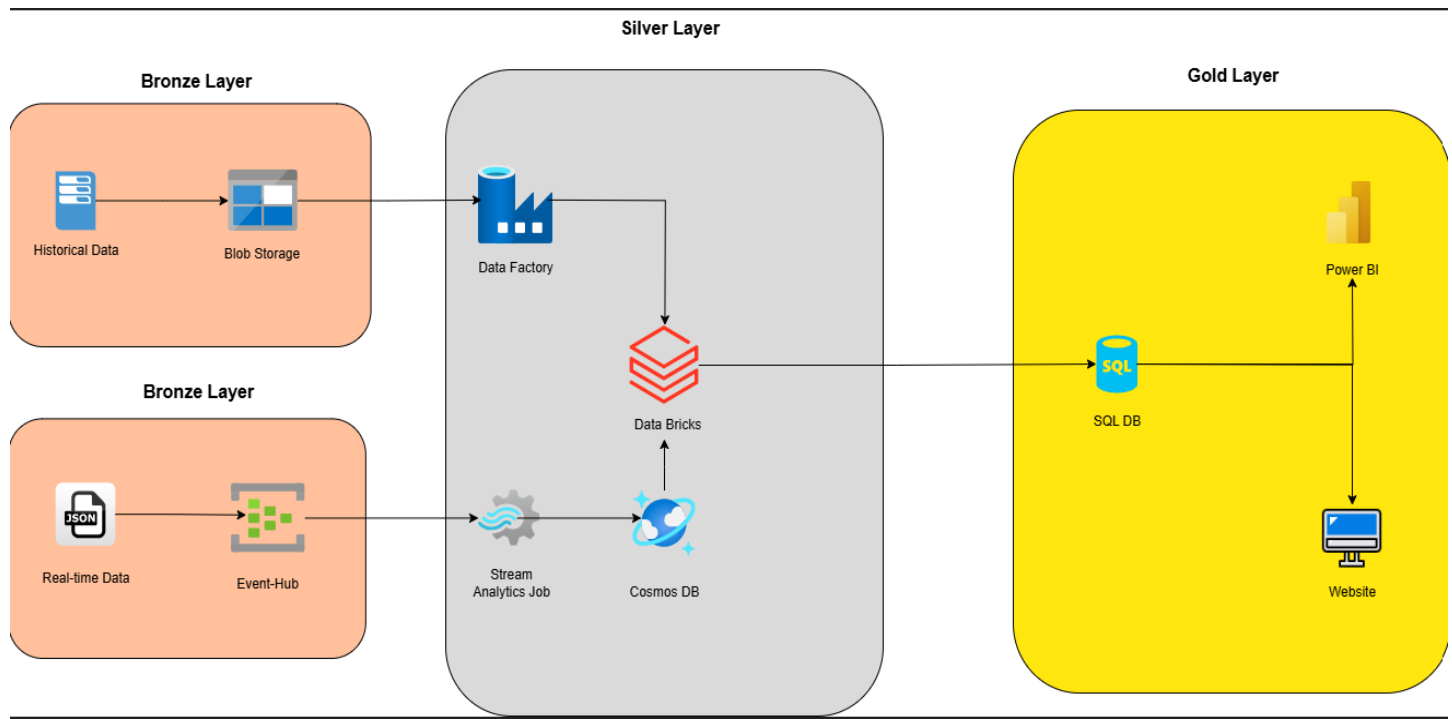 Silver Layer
Bronze Layer
Gold Layer
Historical Data
Blob Storage
Data Factory
Power BI
Bronze Layer
Data Bricks
SQL
SQL DB
JSON
Real-time Data
Event-Hub
Stream
Analytics Job
Cosmos DB
Website